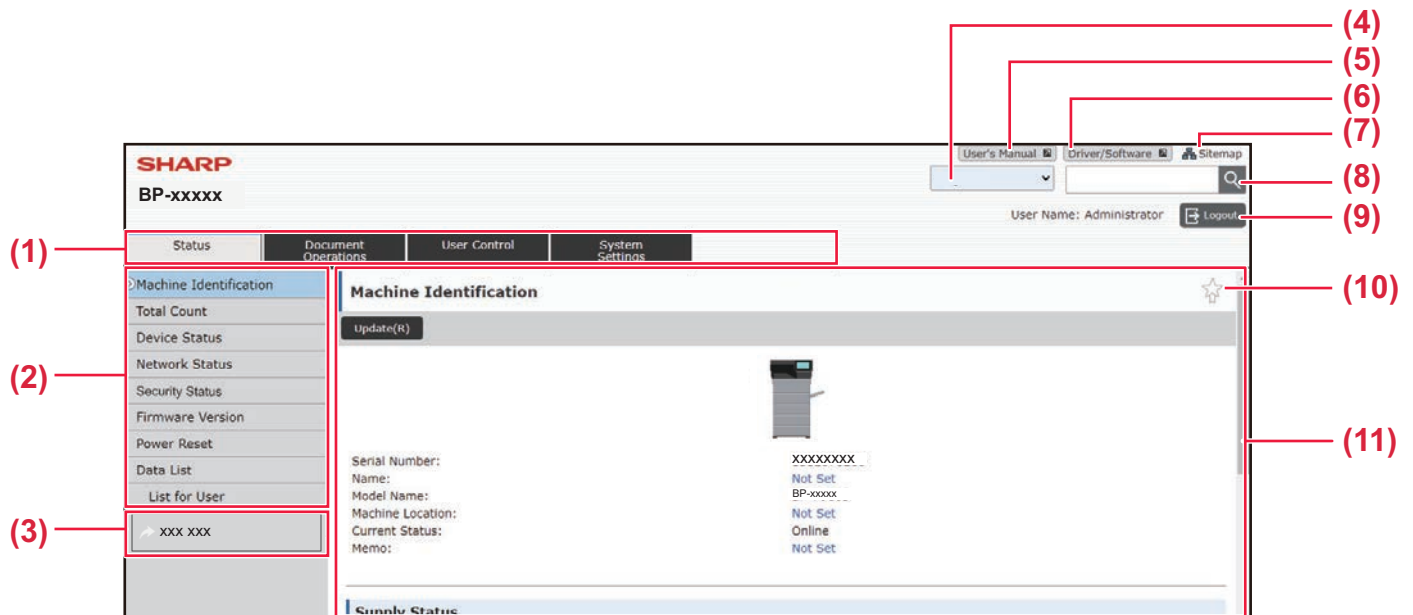 (4)
(5)
(6)
(7)
User's Manual Driver/Software Sitemap
SHARP
(8)
BP-xxxxx
User Name: Administrator Logout
(9)
(1)
Status Document Operations User Control System Settings
Machine Identification
Machine Identification
(10)
Total Count
Update(R)
Device Status
Network Status
(2)
Security Status
Firmware Version
Power Reset
(11)
Data List
Serial Number: XXXXXXXX
Name: Not Set
List for User
Model Name: BP-xxxxx
Machine Location: Not Set
(3)
xxx xxx
Current Status: Online
Memo: Not Set
Supply Status